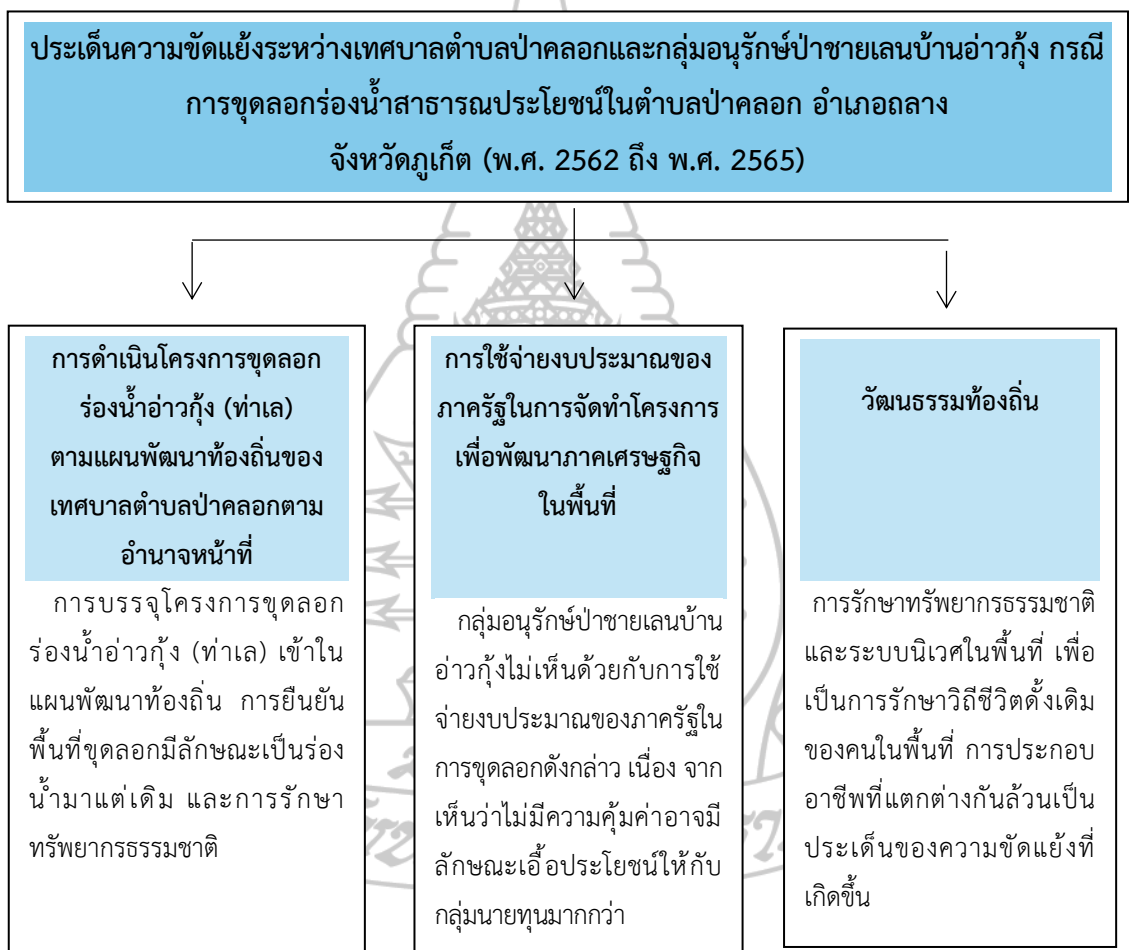 ประเด็นความขัดแย้งระหว่างเทศบาลตำบลป่าคลอกและกลุ่มอนุรักษ์ป่าชายเลนบ้านอ่าวกุ้ง กรณี
การขุดลอกร่องน้ำสาธารณประโยชน์ในตำบลป่าคลอก อำเภอถลาง
จังหวัดภูเก็ต (พ.ศ. 2562 ถึง พ.ศ. 2565)
การดำเนินโครงการขุดลอก
ร่องน้ำอ่าวกุ้ง (ท่าเล)
ตามแผนพัฒนาท้องถิ่นของ
เทศบาลตำบลป่าคลอกตาม
อำนาจหน้าที่
การบรรจุโครงการขุดลอก
ร่องน้ำอ่าวกุ้ง (ท่าเล) เข้าใน
แผนพัฒนาท้องถิ่น การยืนยัน
พื้นที่ขุดลอกมีลักษณะเป็นร่อง
น้ำมาแต่เดิม และการรักษา
ทรัพยากรธรรมชาติ
การใช้จ่ายงบประมาณของ
ภาครัฐในการจัดทำโครงการ
เพื่อพัฒนาภาคเศรษฐกิจ
ในพื้นที่
กลุ่มอนุรักษ์ป่าชายเลนบ้าน
อ่าวกุ้งไม่เห็นด้วยกับการใช้
จ่ายงบประมาณของภาครัฐใน
การขุดลอกดังกล่าว เนื่อง จาก
เห็นว่าไม่มีความคุ้มค่าอาจมี
ลักษณะเอื้อประโยชน์ให้กับ
กลุ่มนายทุนมากกว่า
วัฒนธรรมท้องถิ่น
การรักษาทรัพยากรธรรมชาติ
และระบบนิเวศในพื้นที่ เพื่อ
เป็นการรักษาวิถีชีวิตดั้งเดิม
ของคนในพื้นที่ การประกอบ
อาชีพที่แตกต่างกันล้วนเป็น
ประเด็นของความขัดแย้งที่
เกิดขึ้น